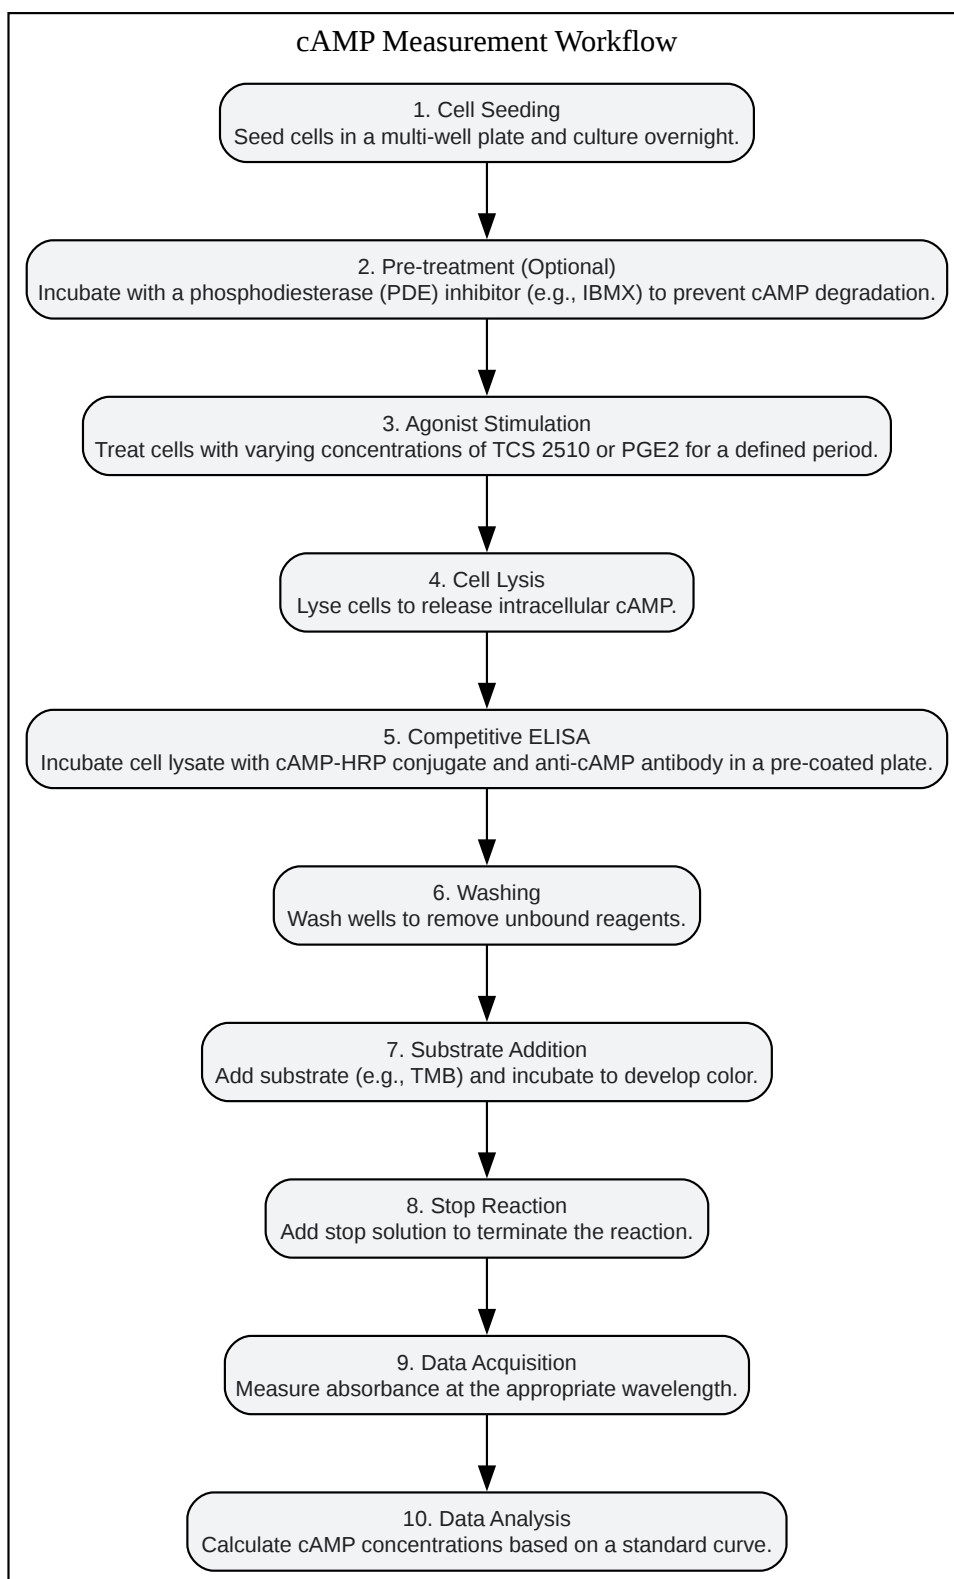 cAMP Measurement Workflow
1. Cell Seeding
Seed cells in a multi-well plate and culture overnight.
2. Pre-treatment (Optional)
Incubate with a phosphodiesterase (PDE) inhibitor (e.g., IBMX) to prevent cAMP degradation.
3. Agonist Stimulation
Treat cells with varying concentrations of TCS 2510 or PGE2 for a defined period.
4. Cell Lysis
Lyse cells to release intracellular cAMP.
5. Competitive ELISA
Incubate cell lysate with cAMP-HRP conjugate and anti-cAMP antibody in a pre-coated plate.
6. Washing
Wash wells to remove unbound reagents.
7. Substrate Addition
Add substrate (e.g., TMB) and incubate to develop color.
8. Stop Reaction
Add stop solution to terminate the reaction.
9. Data Acquisition
Measure absorbance at the appropriate wavelength.
10. Data Analysis
Calculate cAMP concentrations based on a standard curve.